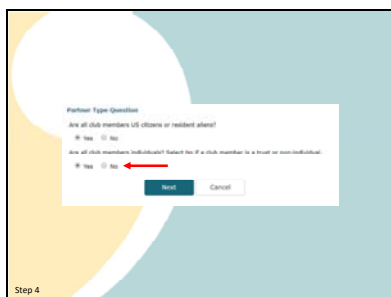 Partner Type Question
Are all club members US citizens or resident aliens?
Yes No
Are all club members individuals? Select No if a club member is a trust or non-individual.
Yes No
Next Cancel
Step 4